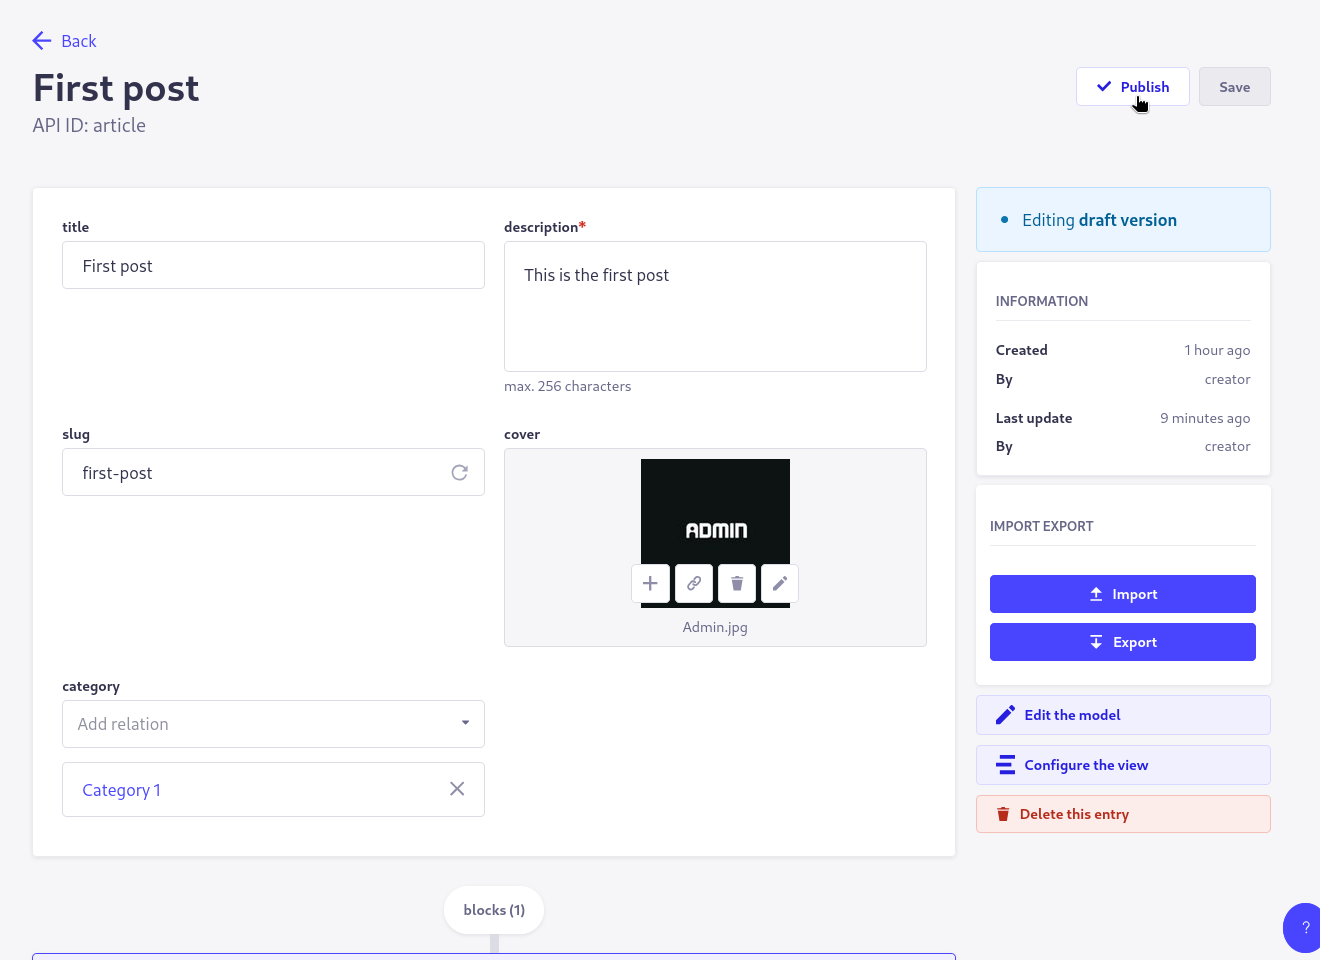 Back
First post
API ID: article
Publish
Save
title
First post
description*
This is the first post
max. 256 characters
slug
first-post
cover
ADMIN
Admin.jpg
category
Add relation
Category 1
blocks (1)
Editing draft version
INFORMATION
Created 1 hour ago
By creator
Last update 9 minutes ago
By creator
IMPORT EXPORT
Import
Export
Edit the model
Configure the view
Delete this entry
?